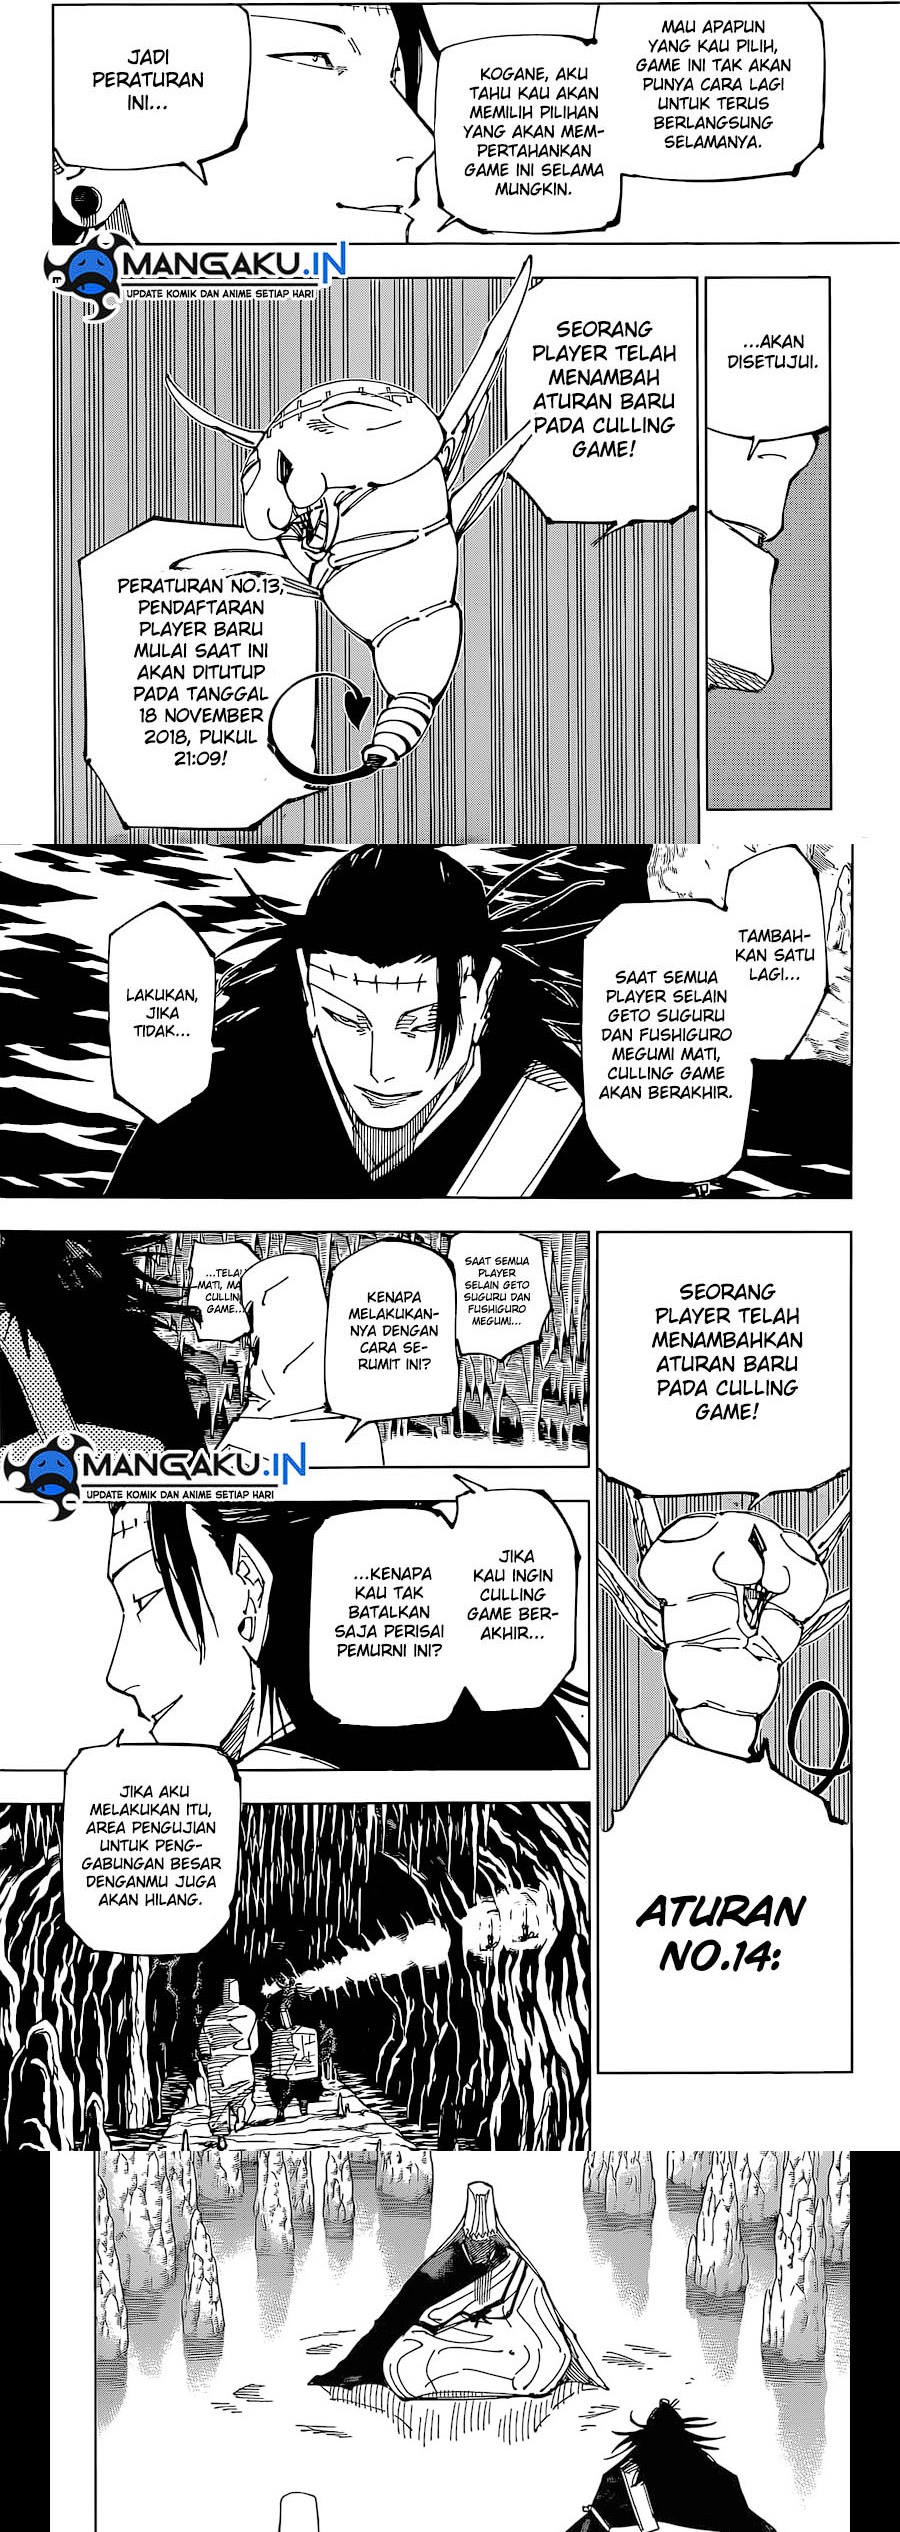 MAU APAPUN
YANG KAU PILIH,
GAME INI TAK AKAN
PUNYA CARA LAGI
UNTUK TERUS
BERLANGSUNG
SELAMANYA.
KOGANE, AKU
TAHU KAU AKAN
MEMILIH PILIHAN
YANG AKAN MEM-
PERTAHANKAN
GAME INI SELAMA
MUNGKIN.
JADI
PERATURAN
INI...
MANGAKU.IN
UPDATE KOMIK DAN ANIME SETIAP HARI
...AKAN
DISETUJUI.
SEORANG
PLAYER TELAH
MENAMBAH
ATURAN BARU
PADA CULLING
GAME!
PERATURAN NO.13,
PENDAFTARAN
PLAYER BARU
MULAI SAAT INI
AKAN DITUTUP
PADA TANGGAL
18 NOVEMBER
2018, PUKUL
21:09!
TAMBAH-
KAN SATU
LAGI...
SAAT SEMUA
PLAYER SELAIN
GETO SUGURU
DAN FUSHIGURO
MEGUMI MATI,
CULLING GAME
AKAN BERAKHIR.
LAKUKAN,
JIKA
TIDAK...
SEORANG
PLAYER TELAH
MENAMBAHKAN
ATURAN BARU
PADA CULLING
GAME!
ATURAN
NO.14:
SAAT SEMUA
PLAYER
SELAIN GETO
SUGURU DAN
FUSHIGURO
MEGUMI...
KENAPA
MELAKUKAN-
NYA DENGAN
CARA SE-
RUMIT INI?
MATI,
CULLING
GAME...
MANGAKU.IN
UPDATE KOMIK DAN ANIME SETIAP HARI
JIKA
KAU INGIN
CULLING
GAME BER-
AKHIR...
...KENAPA
KAU TAK
BATALKAN
SAJA PERISAI
PEMURNI INI?
JIKA AKU
MELAKUKAN ITU,
AREA PENGUJIAN
UNTUK PENG-
GABUNGAN BESAR
DENGANMU JUGA
AKAN HILANG.